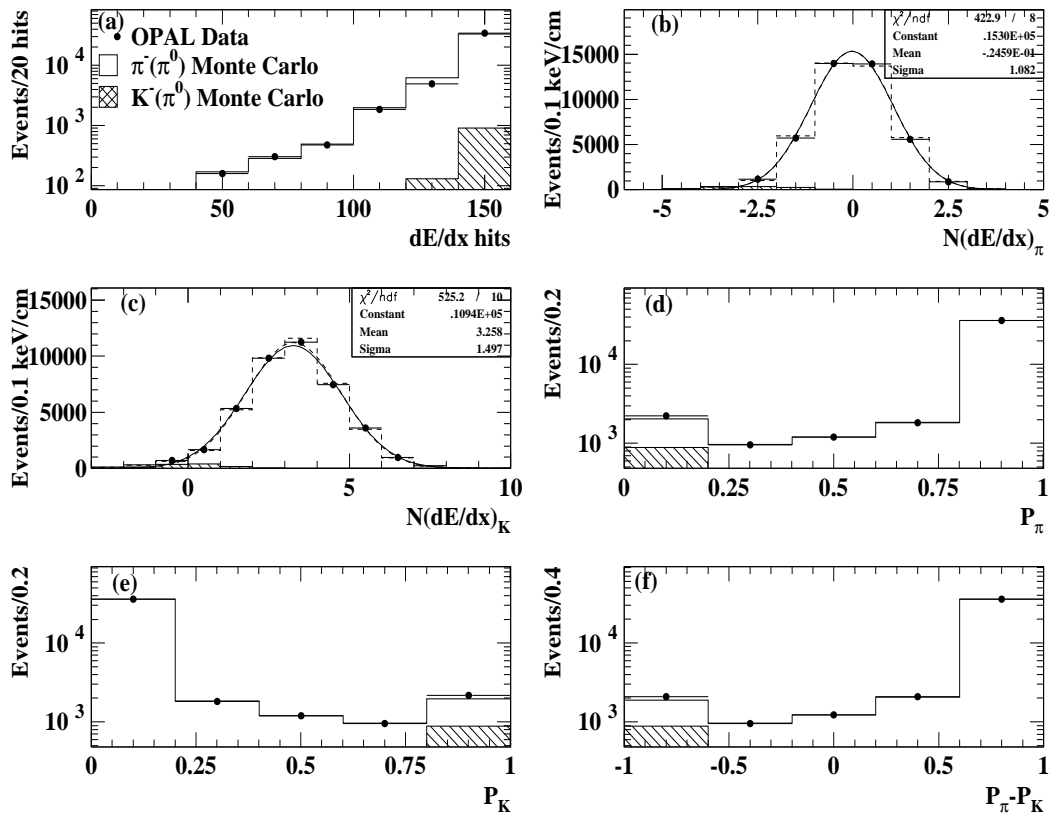 (a)
OPAL Data
π⁻(π⁰) Monte Carlo
K⁻(π⁰) Monte Carlo
Events/20 hits
10⁴
10³
10²
0 50 100 150
dE/dx hits
(b)
χ²/ndf 422.9 / 8
Constant .1530E+05
Mean -.2459E-01
Sigma 1.082
Events/0.1 keV/cm
15000
10000
5000
0
-5 -2.5 0 2.5 5
N(dE/dx)π
(c)
χ²/ndf 525.2 / 10
Constant .1094E+05
Mean 3.258
Sigma 1.497
Events/0.1 keV/cm
15000
10000
5000
0
0 5 10
N(dE/dx)K
(d)
Events/0.2
10⁴
10³
0 0.25 0.5 0.75 1
Pπ
(e)
Events/0.2
10⁴
10³
0 0.25 0.5 0.75 1
PK
(f)
Events/0.4
10⁴
10³
-1 -0.5 0 0.5 1
Pπ-PK